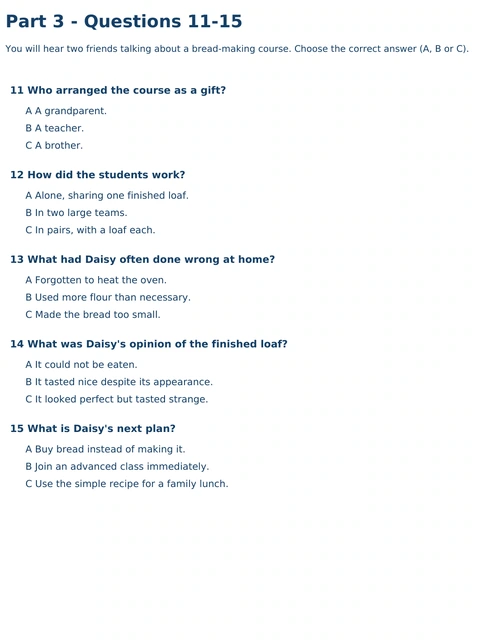 Part 3 - Questions 11-15
You will hear two friends talking about a bread-making course. Choose the correct answer (A, B or C).
11 Who arranged the course as a gift?
A A grandparent.
B A teacher.
C A brother.
12 How did the students work?
A Alone, sharing one finished loaf.
B In two large teams.
C In pairs, with a loaf each.
13 What had Daisy often done wrong at home?
A Forgotten to heat the oven.
B Used more flour than necessary.
C Made the bread too small.
14 What was Daisy's opinion of the finished loaf?
A It could not be eaten.
B It tasted nice despite its appearance.
C It looked perfect but tasted strange.
15 What is Daisy's next plan?
A Buy bread instead of making it.
B Join an advanced class immediately.
C Use the simple recipe for a family lunch.